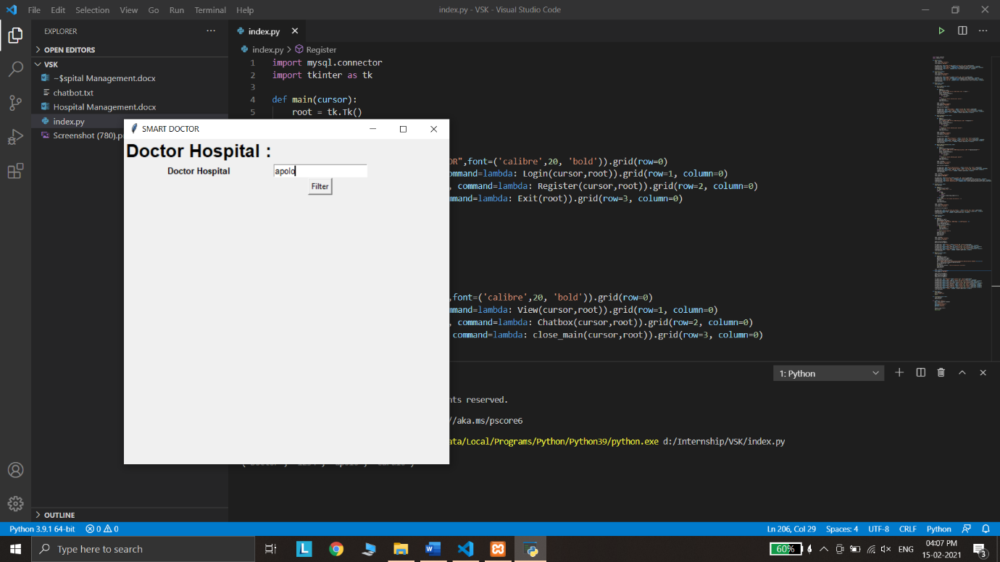 File Edit Selection View Go Run Terminal Help index.py - VSK - Visual Studio Code
EXPLORER
OPEN EDITORS
VSK
~$spital Management.docx
chatbot.txt
Hospital Management.docx
index.py
Screenshot (780).p
OUTLINE
index.py
index.py > Register
1 import mysql.connector
2 import tkinter as tk
3
4 def main(cursor):
5 root = tk.Tk()
SMART DOCTOR
Doctor Hospital :
Doctor Hospital apolo
Filter
OR",font=('calibre',20, 'bold')).grid(row=0)
ommand=lambda: Login(cursor,root)).grid(row=1, column=0)
, command=lambda: Register(cursor,root)).grid(row=2, column=0)
mmand=lambda: Exit(root)).grid(row=3, column=0)
,font=('calibre',20, 'bold')).grid(row=0)
mmand=lambda: View(cursor,root)).grid(row=1, column=0)
, command=lambda: Chatbox(cursor,root)).grid(row=2, column=0)
command=lambda: close_main(cursor,root)).grid(row=3, column=0)
1: Python
nts reserved.
//aka.ms/pscore6
ata/Local/Programs/Python/Python39/python.exe d:/Internship/VSK/index.py
Python 3.9.1 64-bit 0 0 Ln 206, Col 29 Spaces: 4 UTF-8 CRLF Python
Type here to search
L
60%
ENG
04:07 PM
15-02-2021
3